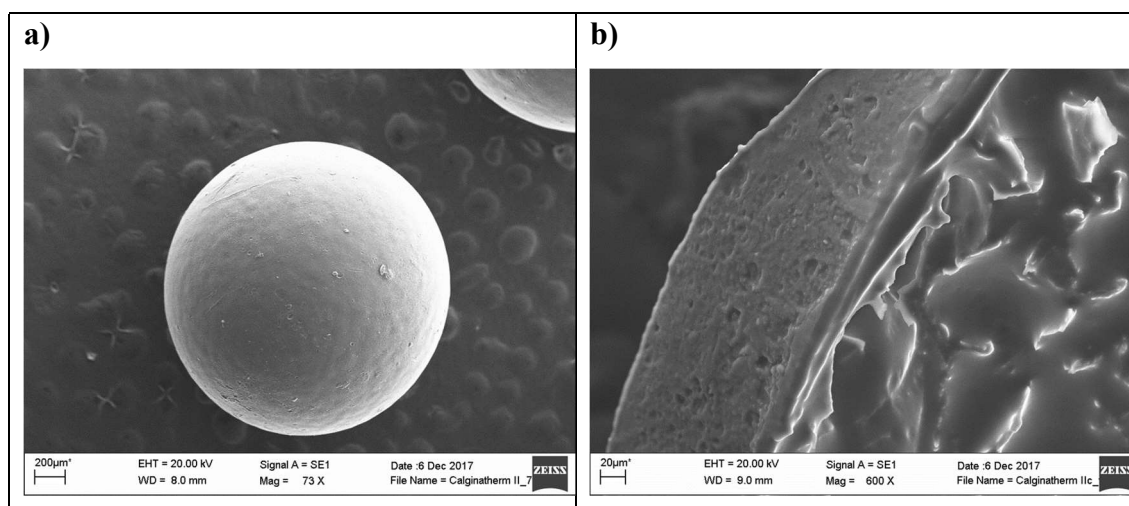 a)
b)
200µm
EHT = 20.00 kV
WD = 8.0 mm
Signal A = SE1
Mag = 73 X
Date :6 Dec 2017
File Name = Calginatherm II_7
ZEISS
20µm
EHT = 20.00 kV
WD = 9.0 mm
Signal A = SE1
Mag = 600 X
Date :6 Dec 2017
File Name = Calginatherm IIc_
ZEISS